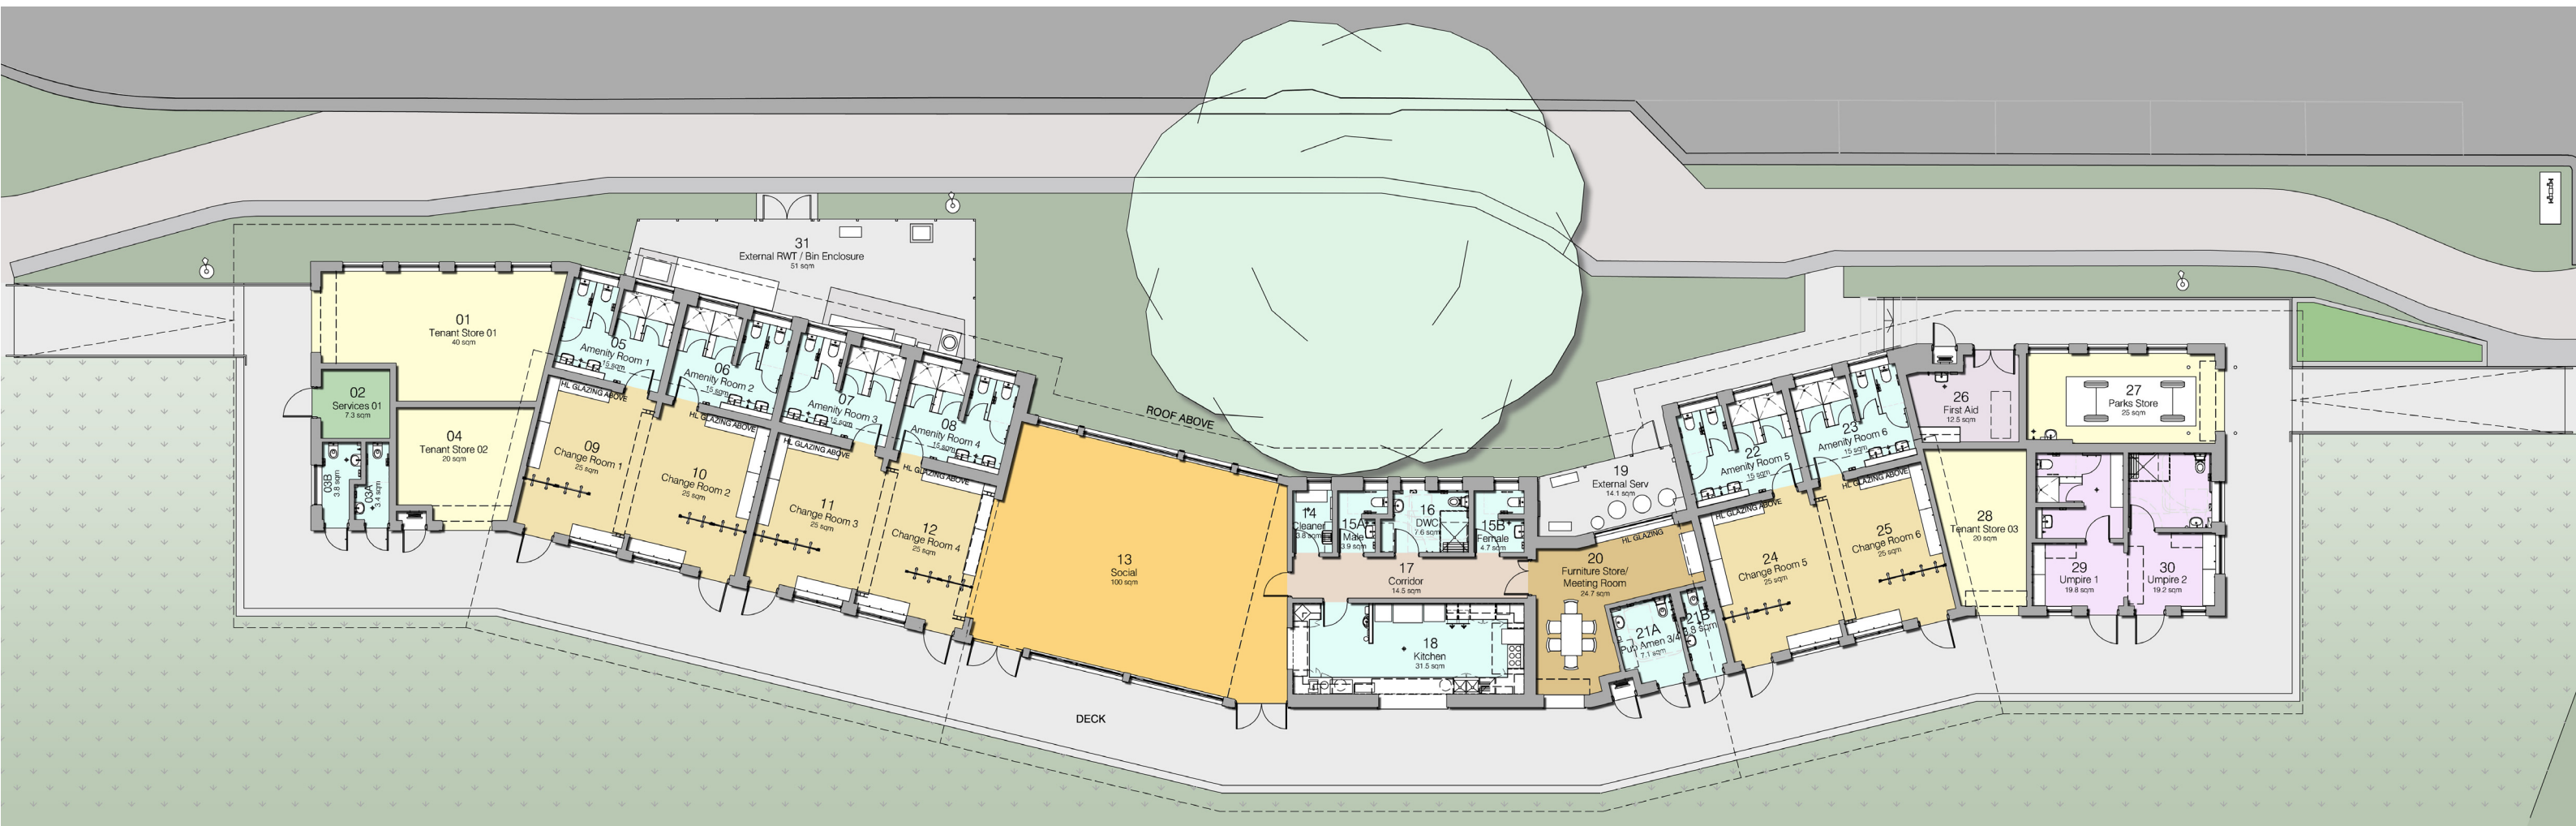 31
External RWT / Bin Enclosure
51 sqm
01
Tenant Store 01
40 sqm
02
Services 01
7.3 sqm
03B
3.8 sqm
03A
3.4 sqm
04
Tenant Store 02
20 sqm
05
Amenity Room 1
15 sqm
HL GLAZING ABOVE
06
Amenity Room 2
15 sqm
HL GLAZING ABOVE
07
Amenity Room 3
15 sqm
HL GLAZING ABOVE
08
Amenity Room 4
15 sqm
HL GLAZING ABOVE
09
Change Room 1
25 sqm
10
Change Room 2
25 sqm
11
Change Room 3
25 sqm
12
Change Room 4
25 sqm
ROOF ABOVE
13
Social
100 sqm
DECK
14
Cleaner
3.8 sqm
15A
Male
3.9 sqm
16
DWC
7.6 sqm
15B
Female
4.7 sqm
17
Corridor
14.5 sqm
18
Kitchen
31.5 sqm
19
External Serv
14.1 sqm
HL GLAZING
20
Furniture Store/
Meeting Room
24.7 sqm
21A
Pub Amen 3/4
7.1 sqm
21B
3.8 sqm
22
Amenity Room 5
15 sqm
HL GLAZING ABOVE
23
Amenity Room 6
15 sqm
HL GLAZING ABOVE
24
Change Room 5
25 sqm
25
Change Room 6
25 sqm
26
First Aid
12.5 sqm
27
Parks Store
25 sqm
28
Tenant Store 03
20 sqm
29
Umpire 1
19.8 sqm
30
Umpire 2
19.2 sqm